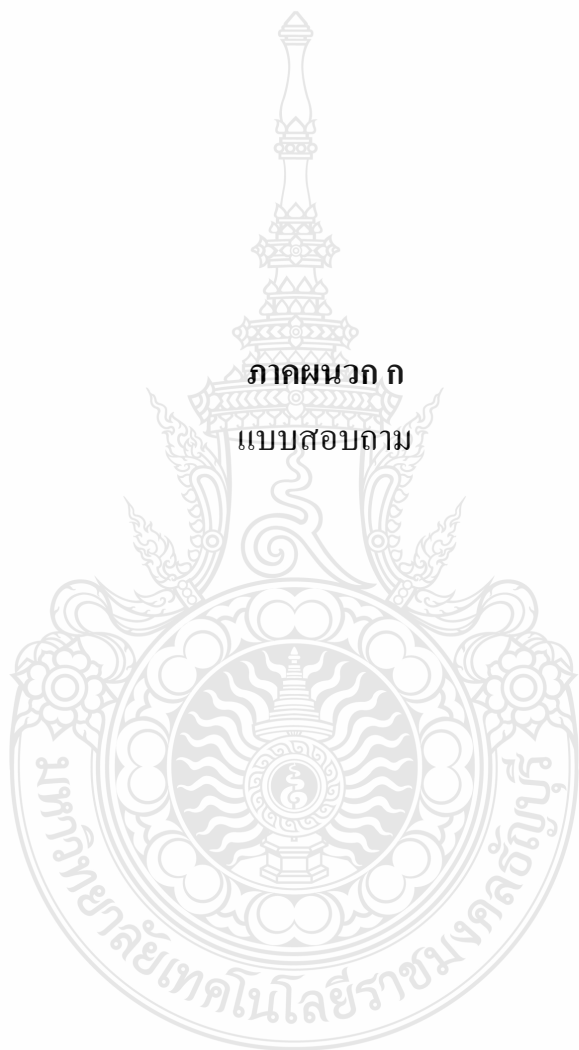 ภาคผนวก ก
แบบสอบถาม
มหาวิทยาลัยเทคโนโลยีราชมงคลธัญบุรี